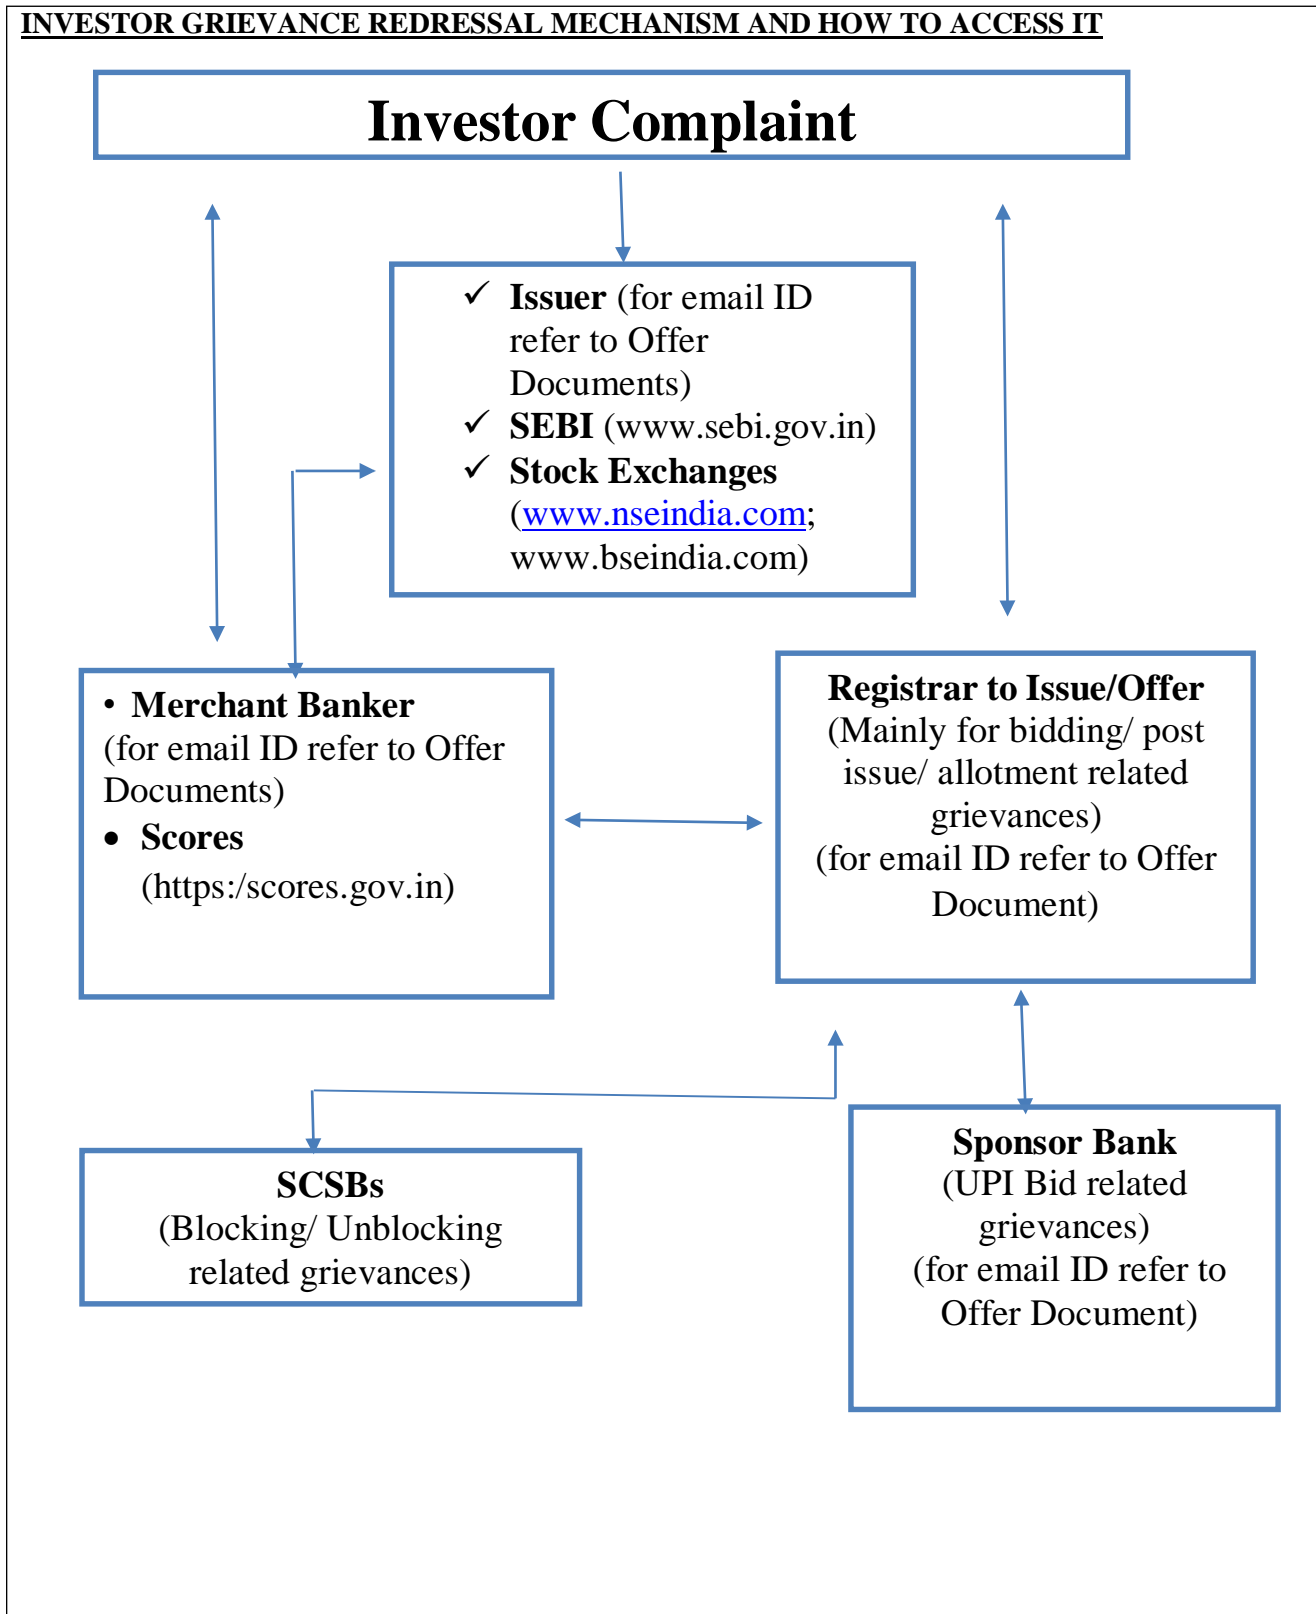 INVESTOR GRIEVANCE REDRESSAL MECHANISM AND HOW TO ACCESS IT
Investor Complaint
✓ Issuer (for email ID
refer to Offer
Documents)
✓ SEBI (www.sebi.gov.in)
✓ Stock Exchanges
(www.nseindia.com;
www.bseindia.com)
• Merchant Banker
(for email ID refer to Offer
Documents)
• Scores
(https:/scores.gov.in)
Registrar to Issue/Offer
(Mainly for bidding/ post
issue/ allotment related
grievances)
(for email ID refer to Offer
Document)
SCSBs
(Blocking/ Unblocking
related grievances)
Sponsor Bank
(UPI Bid related
grievances)
(for email ID refer to
Offer Document)